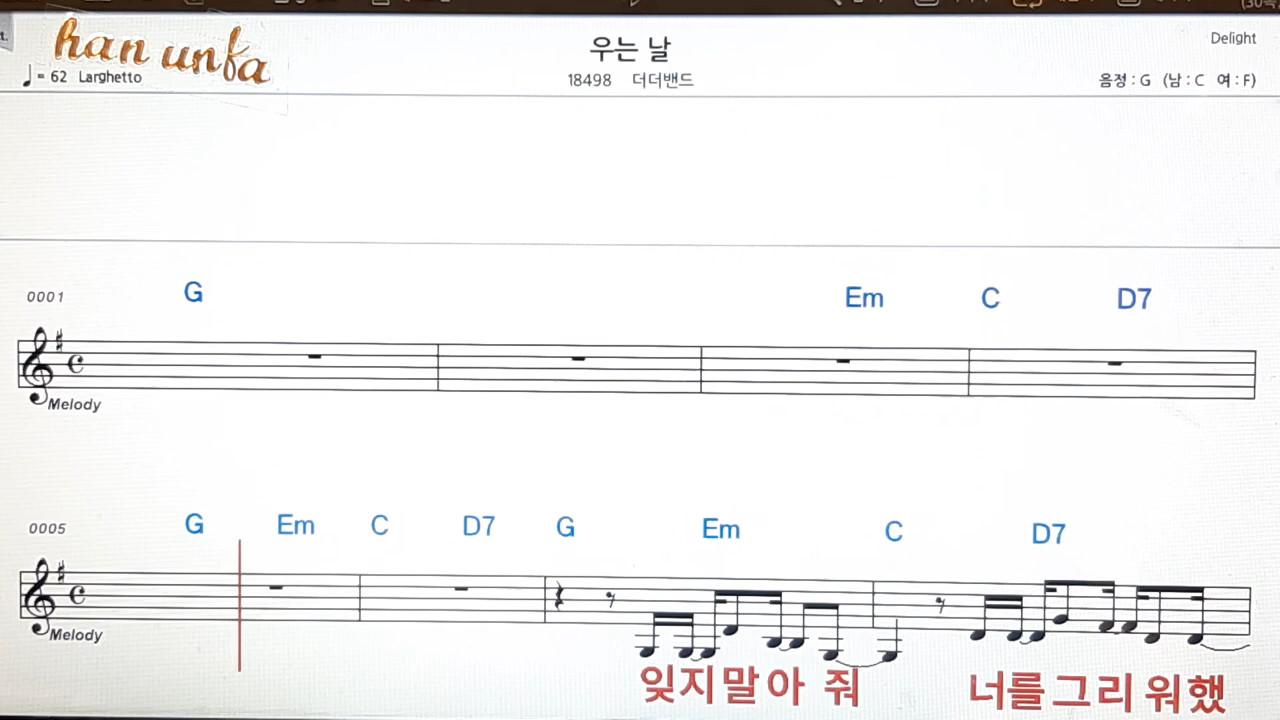 han unfa
우는 날
Delight
♩= 62 Larghetto
18498 더더밴드
음정 : G (남 : C 여 : F)
0001 G Em C D7
Melody
0005 G Em C D7 G Em C D7
Melody
잊지말아 줘 너를그리워했